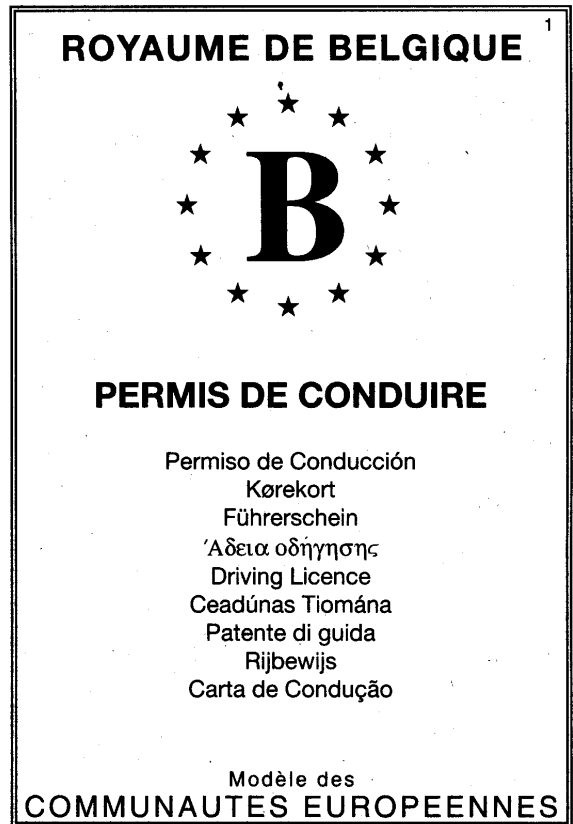 1
ROYAUME DE BELGIQUE
B
PERMIS DE CONDUIRE
Permiso de Conducción
Kørekort
Führerschein
Άδεια οδήγησης
Driving Licence
Ceadúnas Tiomána
Patente di guida
Rijbewijs
Carta de Condução
Modèle des
COMMUNAUTES EUROPEENNES